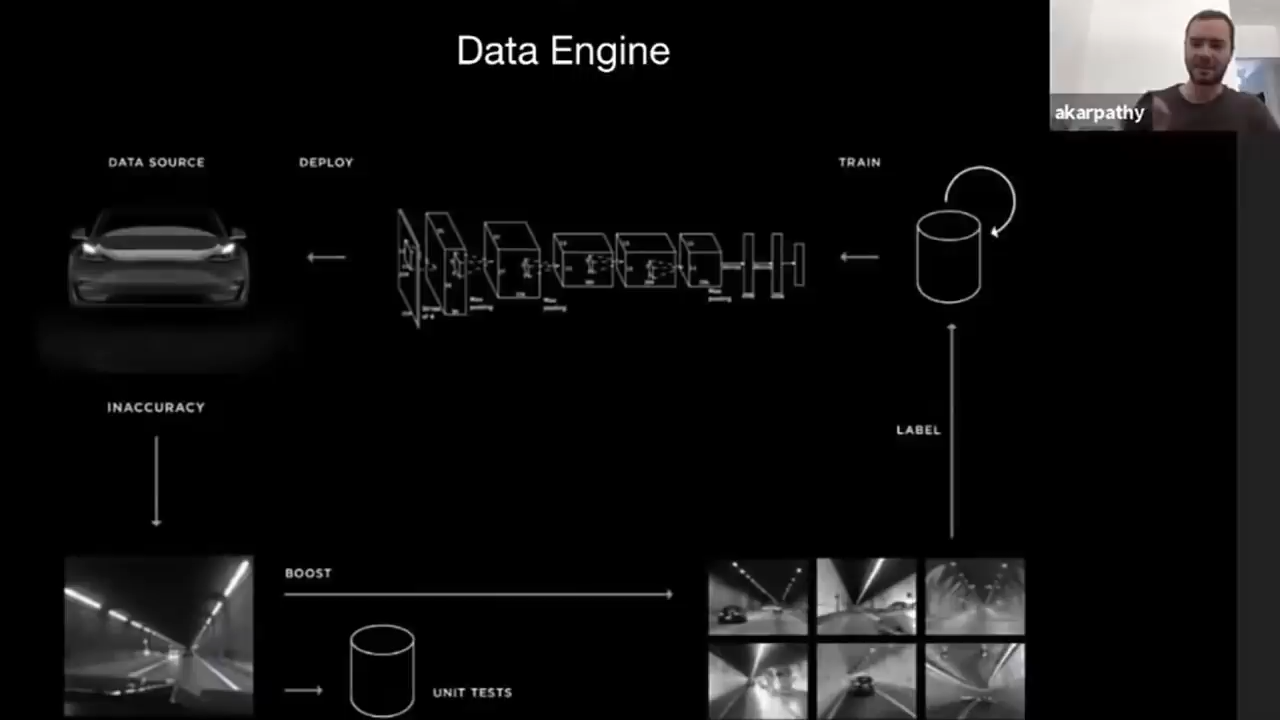 Data Engine
akarpathy
DATA SOURCE
DEPLOY
TRAIN
INACCURACY
LABEL
BOOST
UNIT TESTS